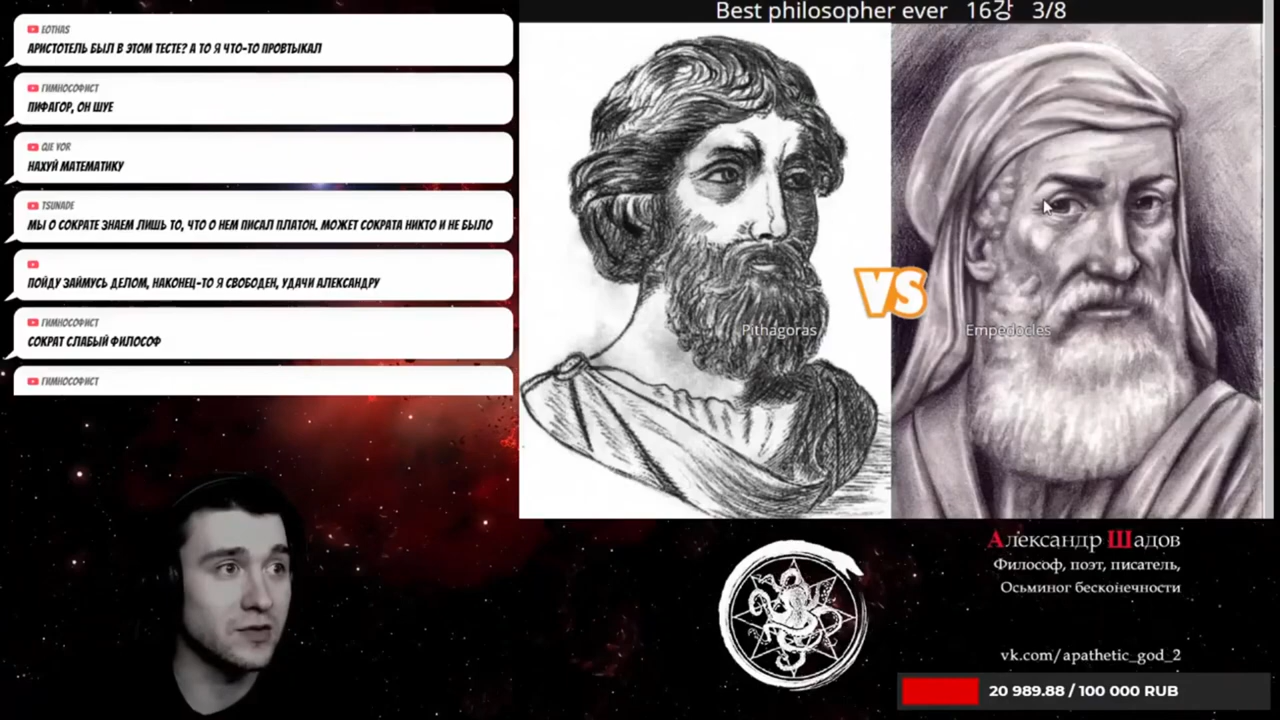 Best philosopher ever 16강 3/8
EOTHAS
АРИСТОТЕЛЬ БЫЛ В ЭТОМ ТЕСТЕ? А ТО Я ЧТО-ТО ПРОВТЫКАЛ
ГИМНОСОФИСТ
ПИФАГОР, ОН ШУЕ
QJE YOR
НАХУЙ МАТЕМАТИКУ
TSUNADE
МЫ О СОКРАТЕ ЗНАЕМ ЛИШЬ ТО, ЧТО О НЕМ ПИСАЛ ПЛАТОН. МОЖЕТ СОКРАТА НИКТО И НЕ БЫЛО
ПОЙДУ ЗАЙМУСЬ ДЕЛОМ, НАКОНЕЦ-ТО Я СВОБОДЕН, УДАЧИ АЛЕКСАНДРУ
ГИМНОСОФИСТ
СОКРАТ СЛАБЫЙ ФИЛОСОФ
ГИМНОСОФИСТ
VS
Pithagoras
Empedocles
Александр Шадов
Философ, поэт, писатель,
Осьминог бесконечности
vk.com/apathetic_god_2
20 989.88 / 100 000 RUB